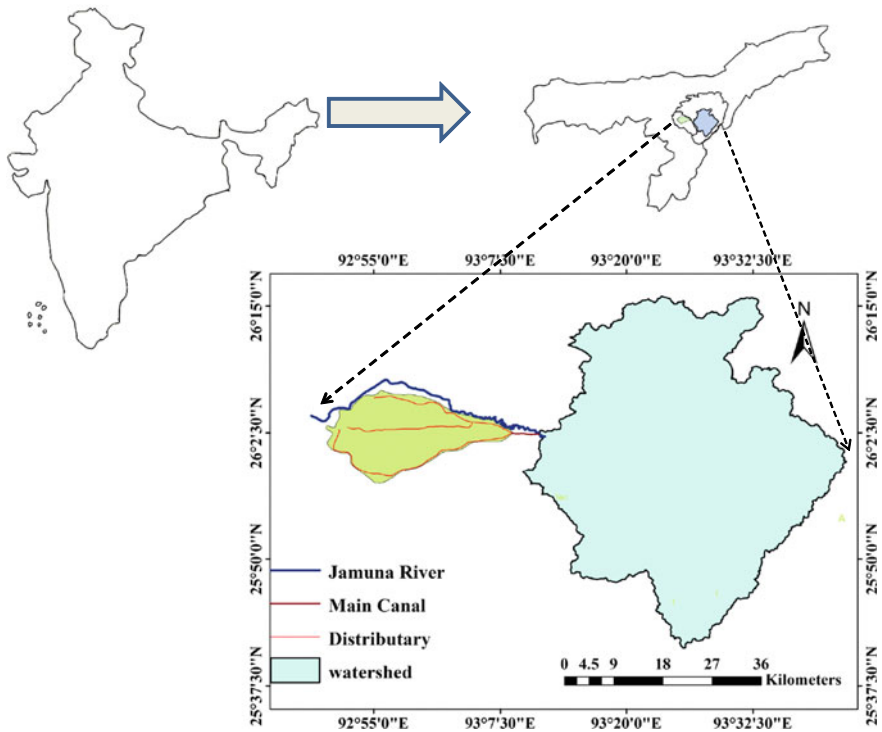 92°55'0"E 93°7'30"E 93°20'0"E 93°32'30"E
26°15'0"N 26°15'0"N
N
26°2'30"N 26°2'30"N
A
25°50'0"N 25°50'0"N
Jamuna River
Main Canal
Distributary
watershed
0 4.5 9 18 27 36
Kilometers
25°37'30"N 25°37'30"N
92°55'0"E 93°7'30"E 93°20'0"E 93°32'30"E